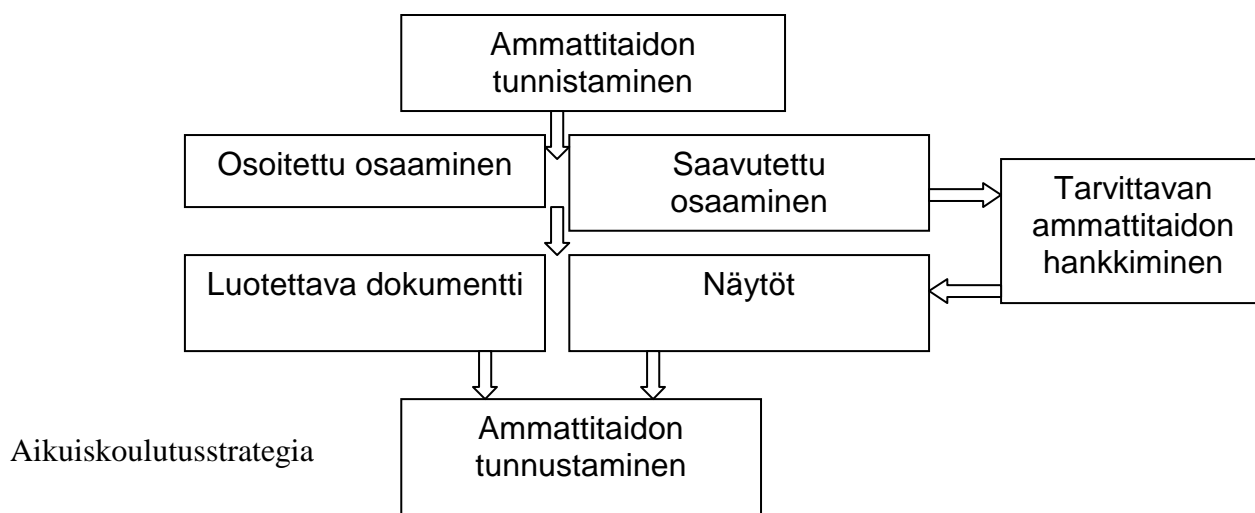 Ammattitaidon
tunnistaminen
Osoitettu osaaminen
Saavutettu
osaaminen
Tarvittavan
ammattitaidon
hankkiminen
Luotettava dokumentti
Näytöt
Aikuiskoulutusstrategia
Ammattitaidon
tunnustaminen